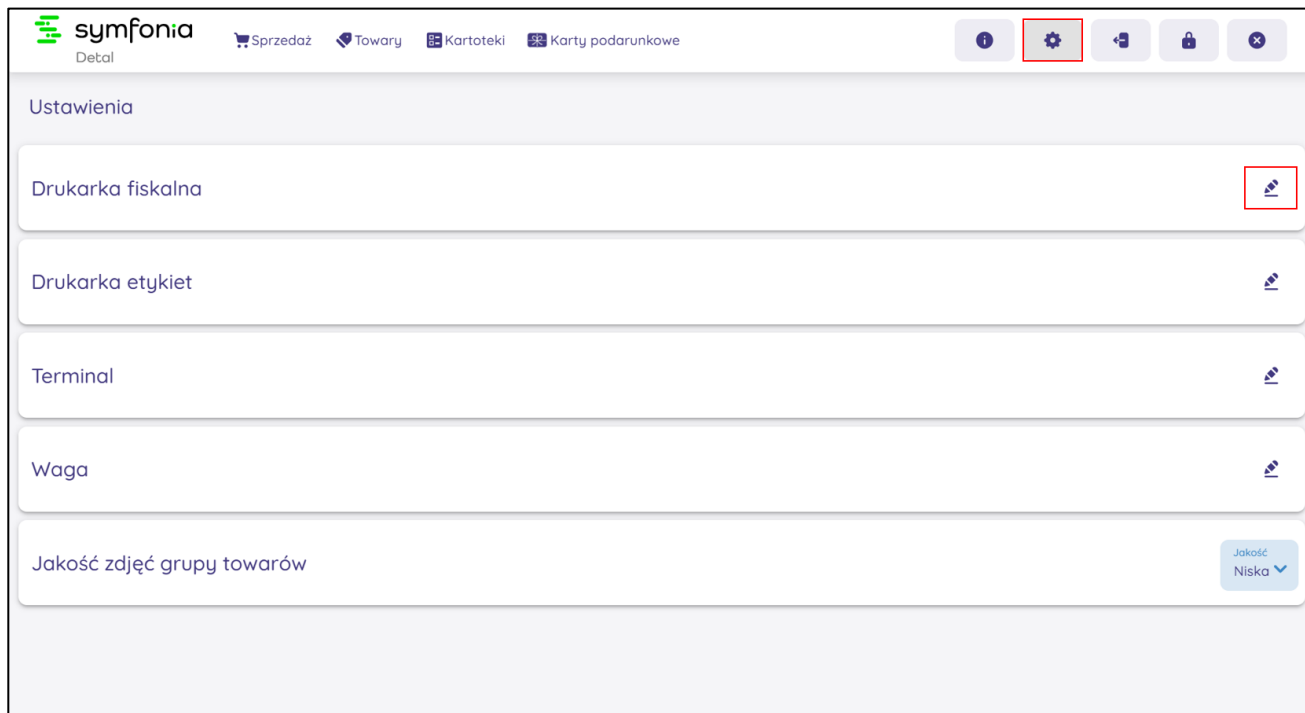 symfonia
Detal
Sprzedaż Towary Kartoteki Karty podarunkowe
Ustawienia
Drukarka fiskalna
Drukarka etykiet
Terminal
Waga
Jakość zdjęć grupy towarów
Jakość
Niska